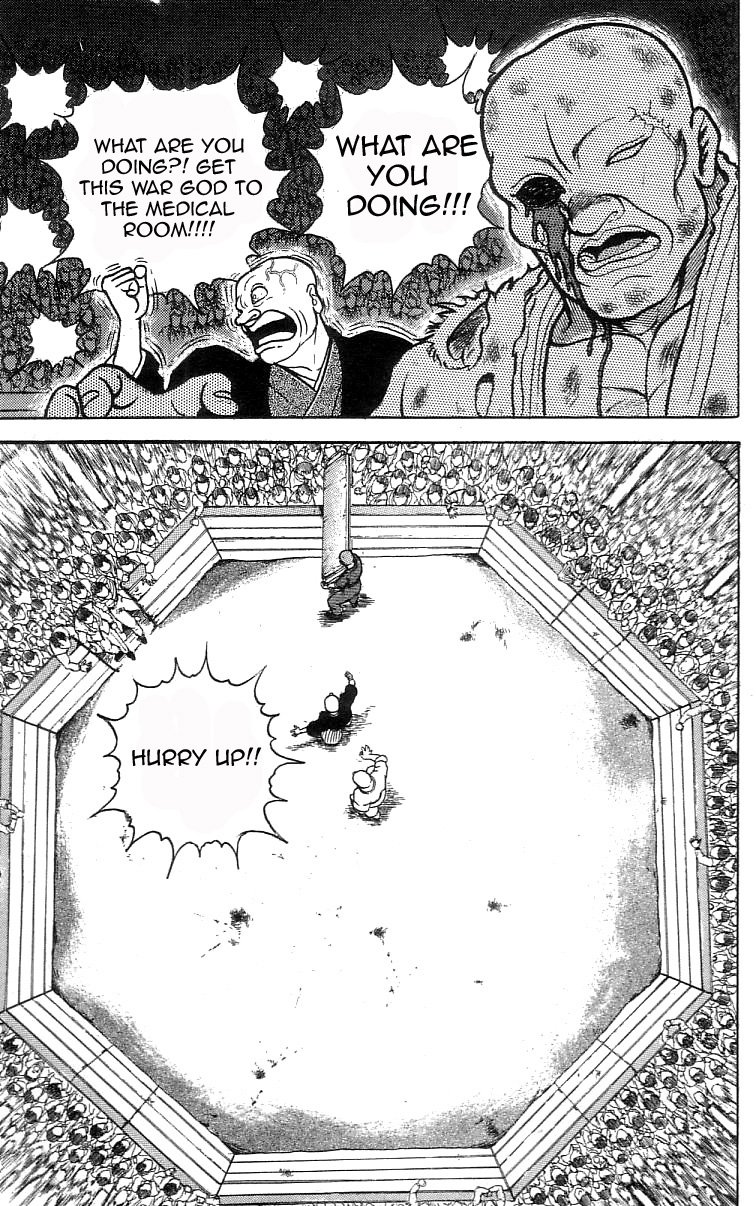 WHAT ARE
YOU
DOING!!!
WHAT ARE YOU
DOING?! GET
THIS WAR GOD TO
THE MEDICAL
ROOM!!!!
HURRY UP!!